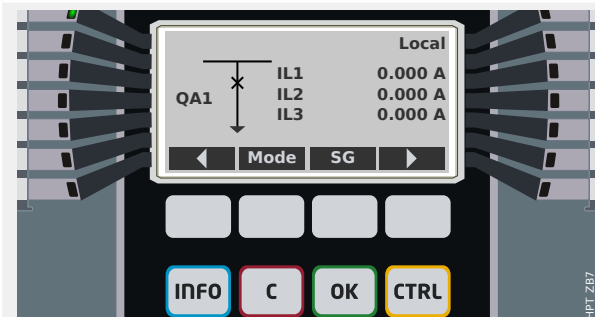 Local
IL1 0.000 A
QA1 IL2 0.000 A
IL3 0.000 A
Mode SG
INFO C OK CTRL
HPT ZB7